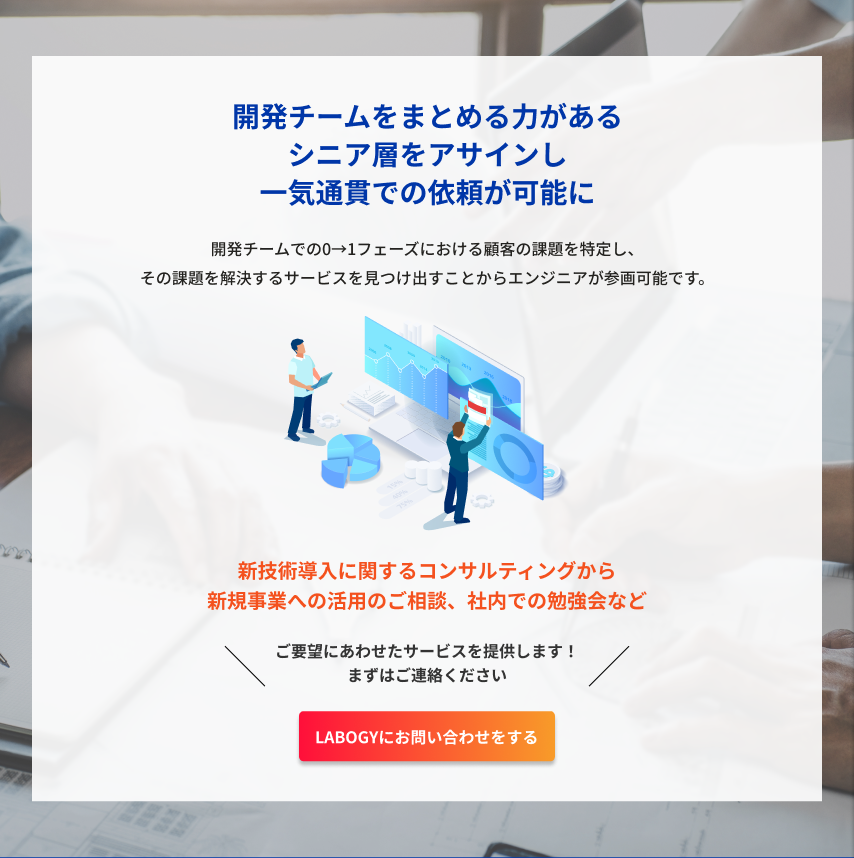 開発チームをまとめる力がある
シニア層をアサインし
一気通貫での依頼が可能に
開発チームでの0→1フェーズにおける顧客の課題を特定し、
その課題を解決するサービスを見つけ出すことからエンジニアが参画可能です。
新技術導入に関するコンサルティングから
新規事業への活用のご相談、社内での勉強会など
ご要望にあわせたサービスを提供します！
まずはご連絡ください
LABOGYにお問い合わせをする